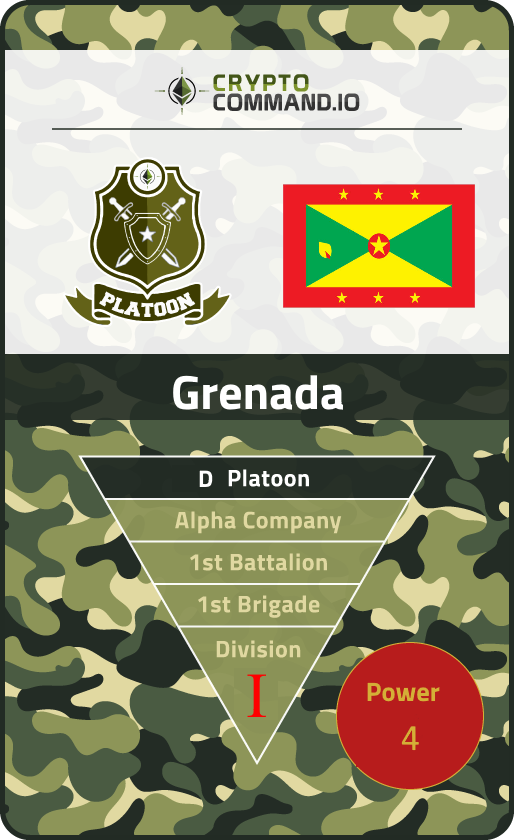 CRYPTO
COMMAND.IO
PLATOON
Grenada
D Platoon
Alpha Company
1st Battalion
1st Brigade
Division
I
Power
4